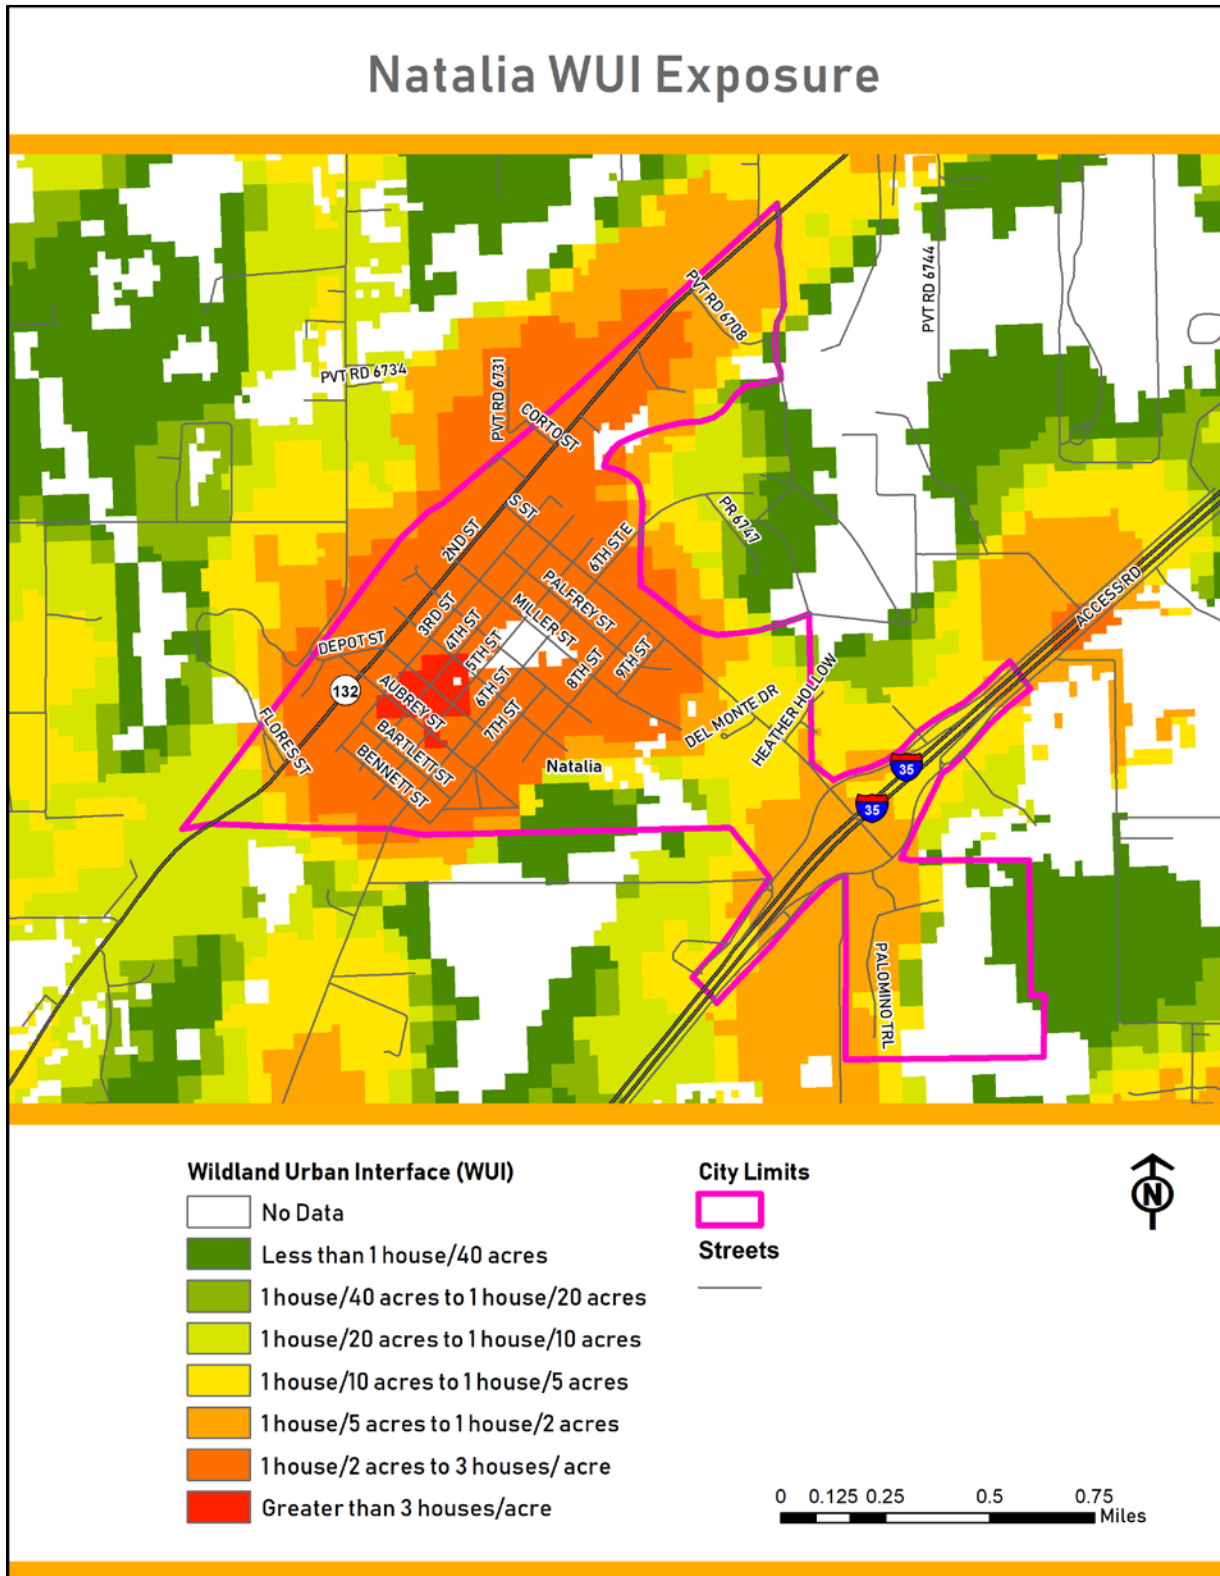 Natalia WUI Exposure
PVT RD 6708
PVT RD 6744
PVT RD 6734
PVT RD 6731
CORTO ST
S ST
2ND ST
6TH ST E
PR 6747
PALFREY ST
MILLER ST
3RD ST
4TH ST
5TH ST
6TH ST
7TH ST
8TH ST
9TH ST
DEPOT ST
132
AUBREY ST
BARTLETT ST
BENNETT ST
FLORES ST
Natalia
DEL MONTE DR
HEATHER HOLLOW
ACCESS RD
35
35
PALOMINO TRL
Wildland Urban Interface (WUI)
No Data
Less than 1 house/40 acres
1 house/40 acres to 1 house/20 acres
1 house/20 acres to 1 house/10 acres
1 house/10 acres to 1 house/5 acres
1 house/5 acres to 1 house/2 acres
1 house/2 acres to 3 houses/ acre
Greater than 3 houses/acre
City Limits
Streets
N
0 0.125 0.25 0.5 0.75
Miles